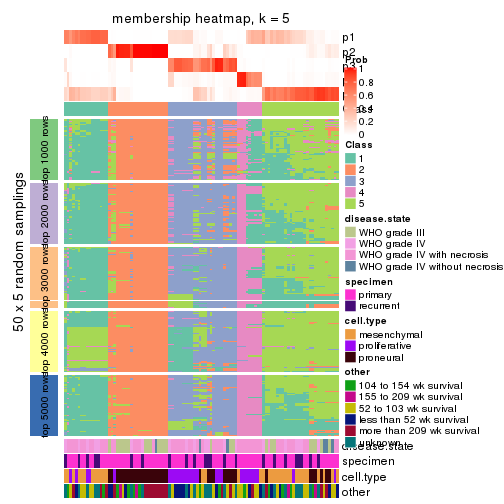 membership heatmap, k = 5
p1
p2
p3
Prob
1
0.8
0.6
0.4
0.2
0
Class
1
2
3
4
5
disease.state
WHO grade III
WHO grade IV
WHO grade IV with necrosis
WHO grade IV without necrosis
specimen
primary
recurrent
cell.type
mesenchymal
proliferative
proneural
other
104 to 154 wk survival
155 to 209 wk survival
52 to 103 wk survival
less than 52 wk survival
more than 209 wk survival
unknown
disease.state
specimen
cell.type
other
50 x 5 random samplings
top 1000 rows
top 2000 rows
top 3000 rows
top 4000 rows
top 5000 rows